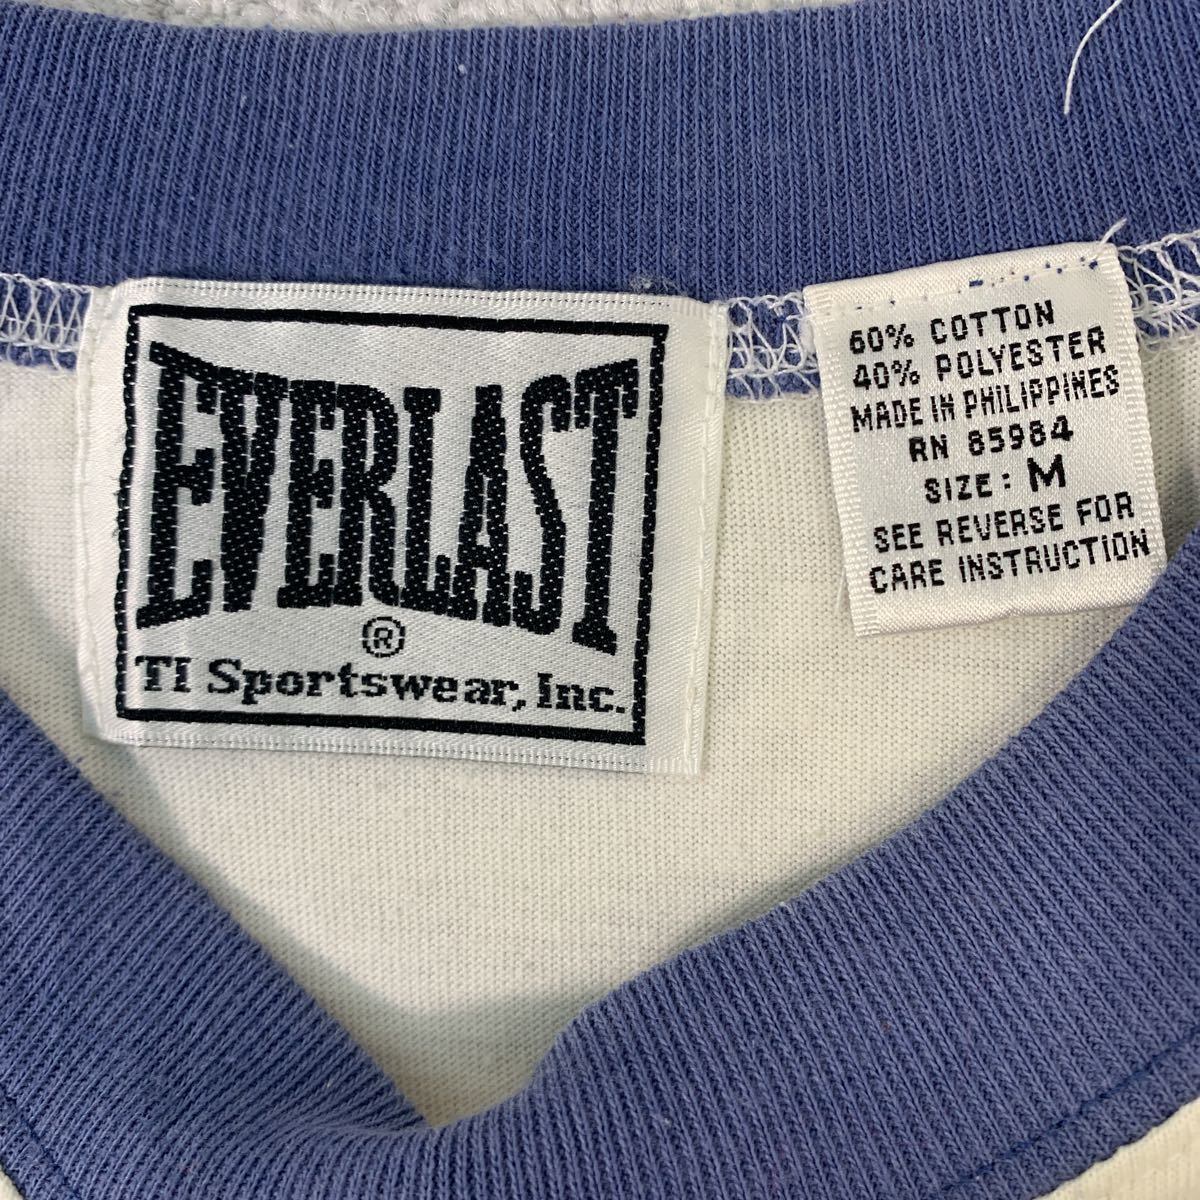 EVERLAST
®
TI Sportswear, Inc.
60% COTTON
40% POLYESTER
MADE IN PHILIPPINES
RN 85984
SIZE: M
SEE REVERSE FOR
CARE INSTRUCTION